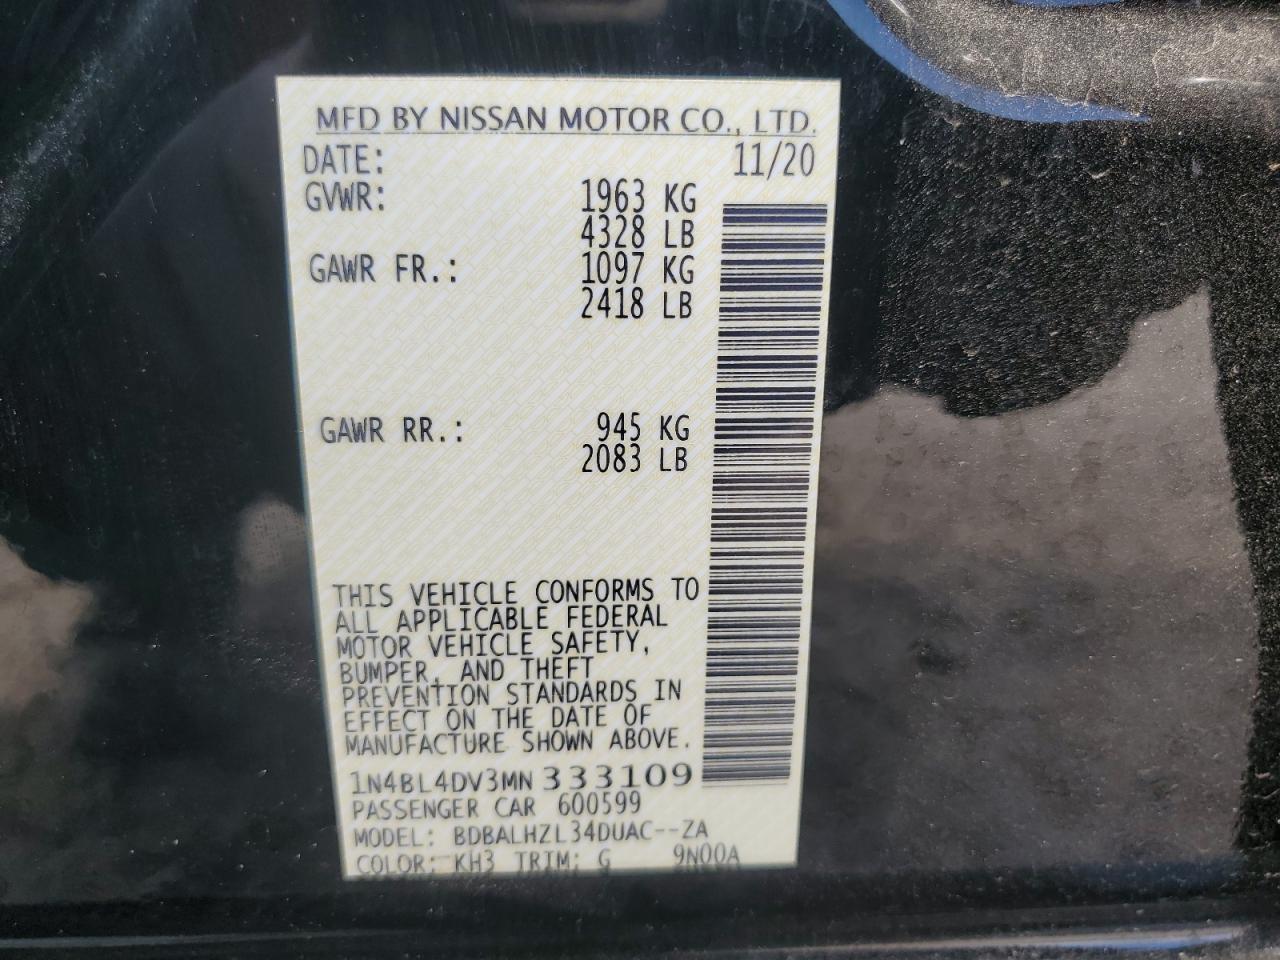 MFD BY NISSAN MOTOR CO., LTD.
DATE: 11/20
GVWR: 1963 KG
4328 LB
GAWR FR.: 1097 KG
2418 LB
GAWR RR.: 945 KG
2083 LB
THIS VEHICLE CONFORMS TO
ALL APPLICABLE FEDERAL
MOTOR VEHICLE SAFETY,
BUMPER, AND THEFT
PREVENTION STANDARDS IN
EFFECT ON THE DATE OF
MANUFACTURE SHOWN ABOVE.
1N4BL4DV3MN333109
PASSENGER CAR 600599
MODEL: BDBALHZL34DUAC--ZA
COLOR: KH3 TRIM: G 9N00A